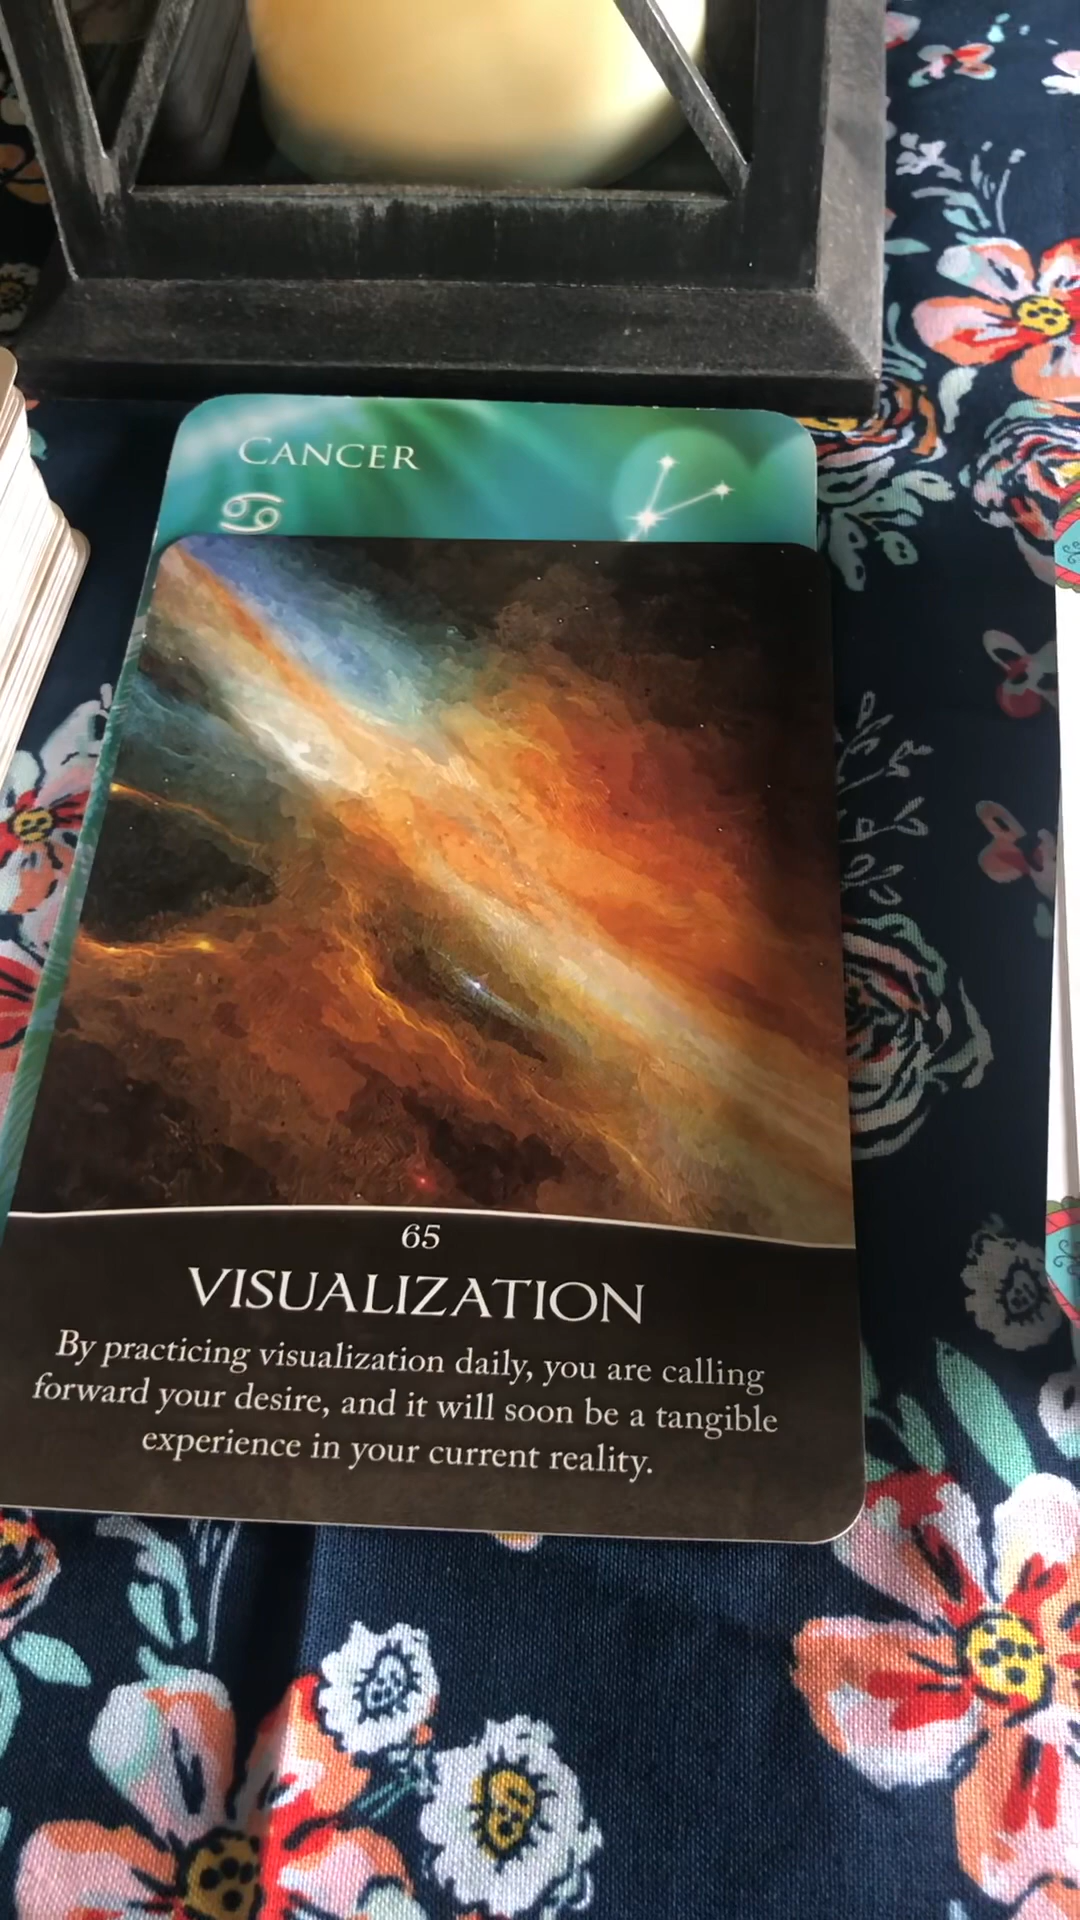 CANCER
♋
65
VISUALIZATION
By practicing visualization daily, you are calling
forward your desire, and it will soon be a tangible
experience in your current reality.